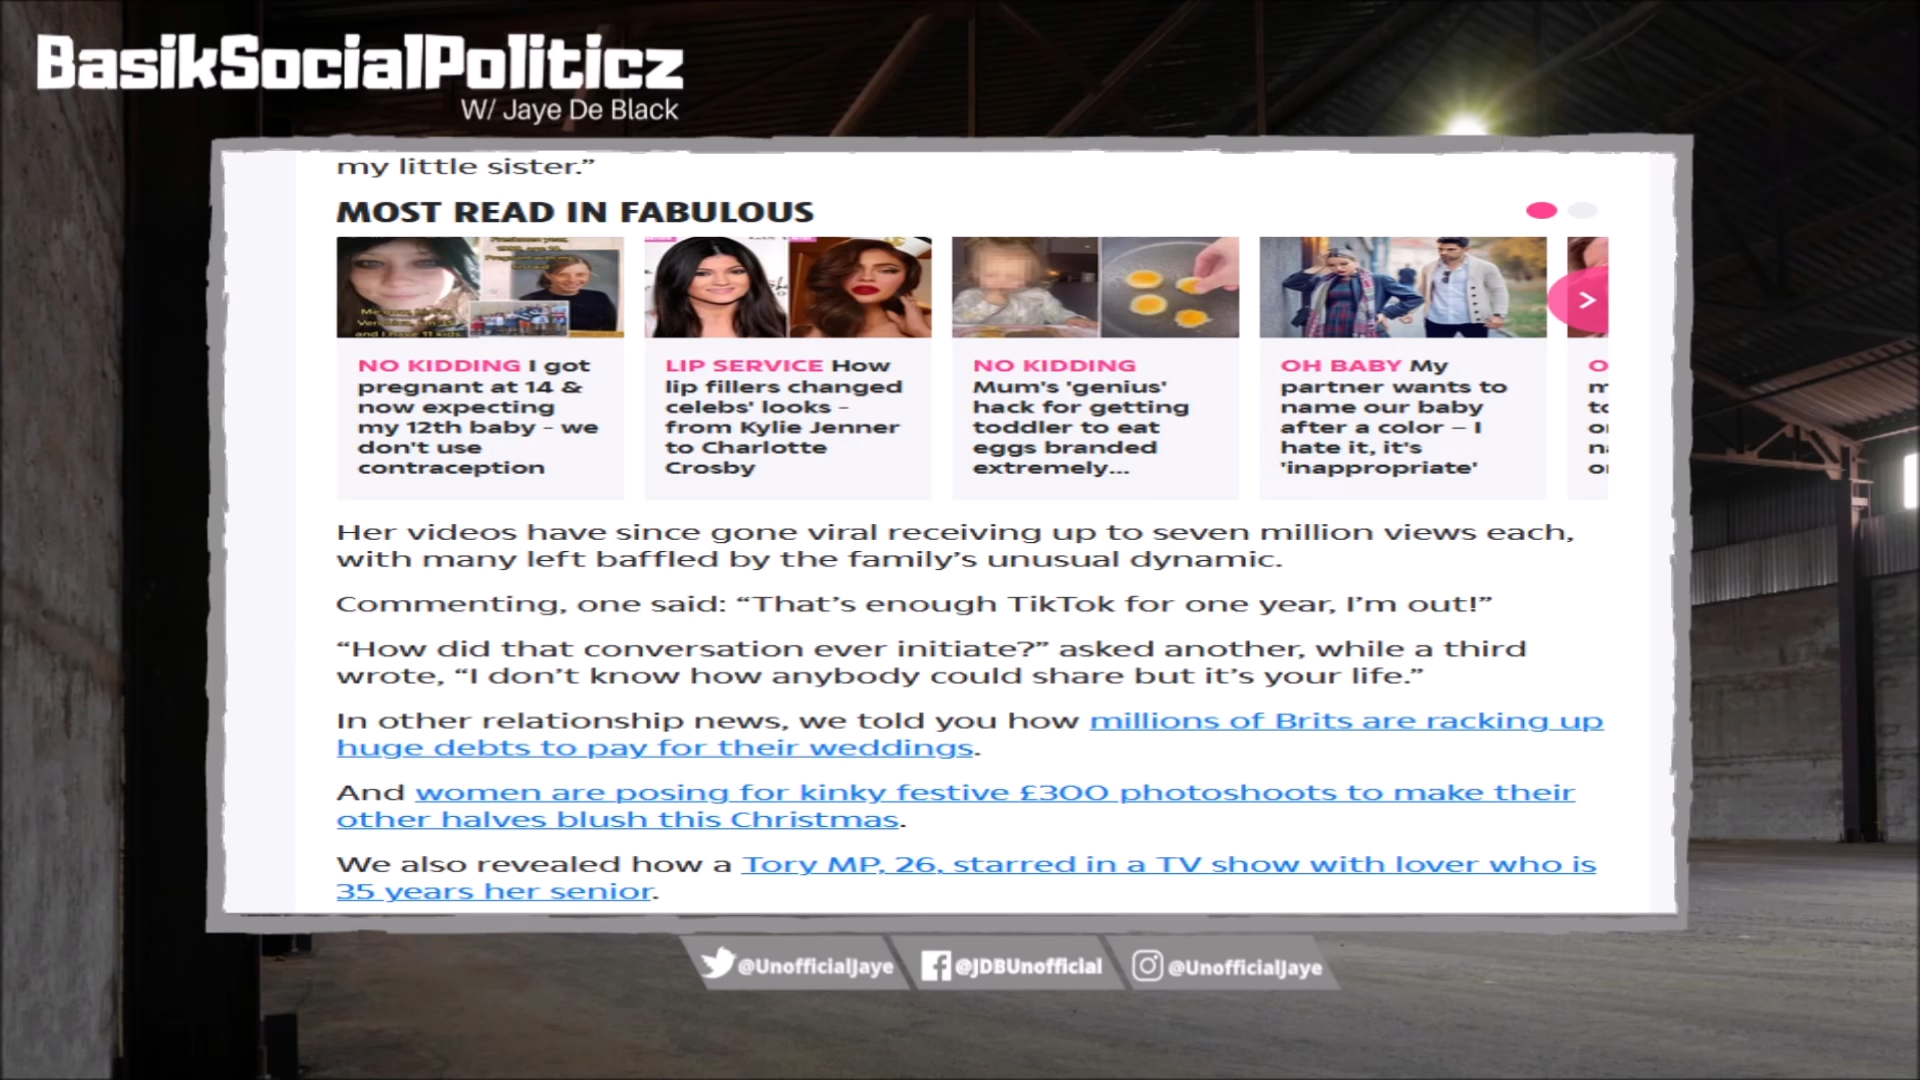 BasikSocialPoliticz
W/ Jaye De Black
my little sister.”
MOST READ IN FABULOUS
NO KIDDING I got
pregnant at 14 &
now expecting
my 12th baby - we
don't use
contraception
LIP SERVICE How
lip fillers changed
celebs' looks -
from Kylie Jenner
to Charlotte
Crosby
NO KIDDING
Mum's 'genius'
hack for getting
toddler to eat
eggs branded
extremely...
OH BABY My
partner wants to
name our baby
after a color – I
hate it, it's
'inappropriate'
Her videos have since gone viral receiving up to seven million views each,
with many left baffled by the family’s unusual dynamic.
Commenting, one said: “That’s enough TikTok for one year, I’m out!”
“How did that conversation ever initiate?” asked another, while a third
wrote, “I don’t know how anybody could share but it’s your life.”
In other relationship news, we told you how millions of Brits are racking up
huge debts to pay for their weddings.
And women are posing for kinky festive £300 photoshoots to make their
other halves blush this Christmas.
We also revealed how a Tory MP, 26, starred in a TV show with lover who is
35 years her senior.
@UnofficialJaye
@JDBUnofficial
@UnofficialJaye